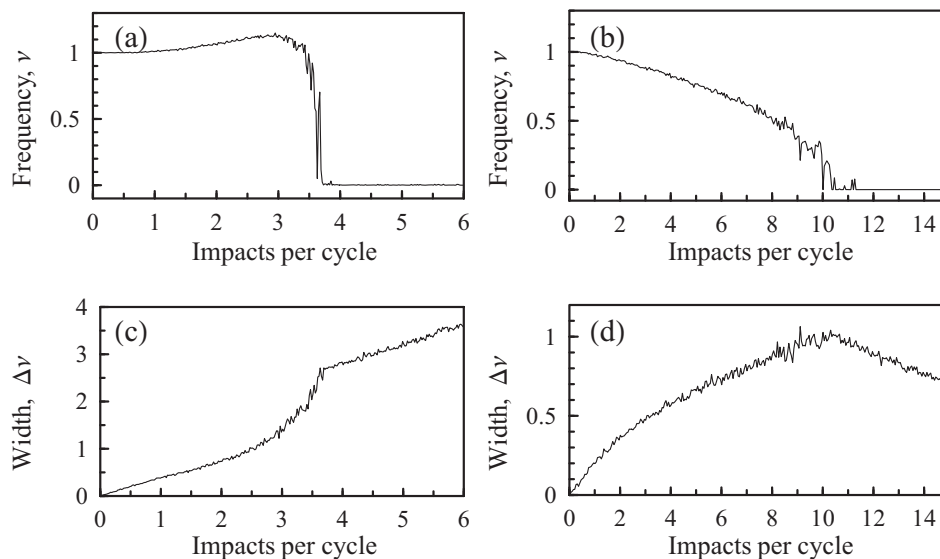 (a)
Frequency, ν
1
0.5
0
0 1 2 3 4 5 6
Impacts per cycle
(b)
Frequency, ν
1
0.5
0
0 2 4 6 8 10 12 14
Impacts per cycle
(c)
Width, Δν
4
3
2
1
0
0 1 2 3 4 5 6
Impacts per cycle
(d)
Width, Δν
1
0.5
0
0 2 4 6 8 10 12 14
Impacts per cycle